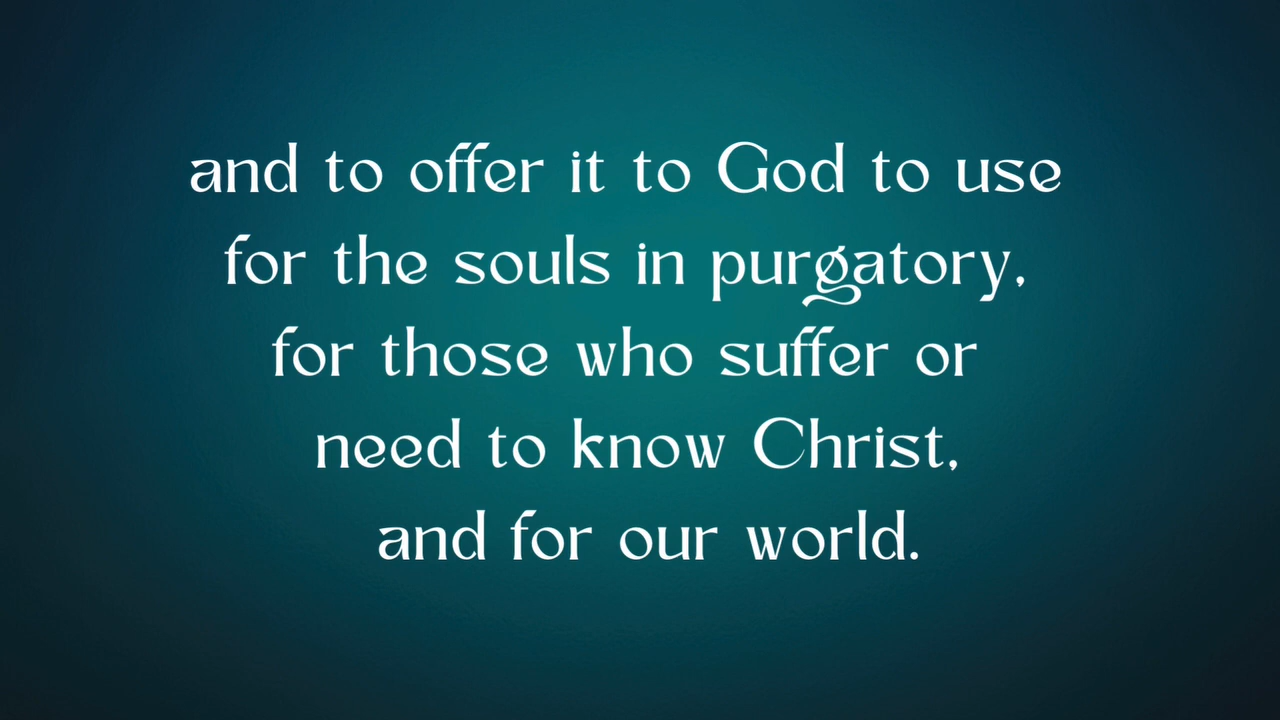 and to offer it to God to use
for the souls in purgatory,
for those who suffer or
need to know Christ,
and for our world.